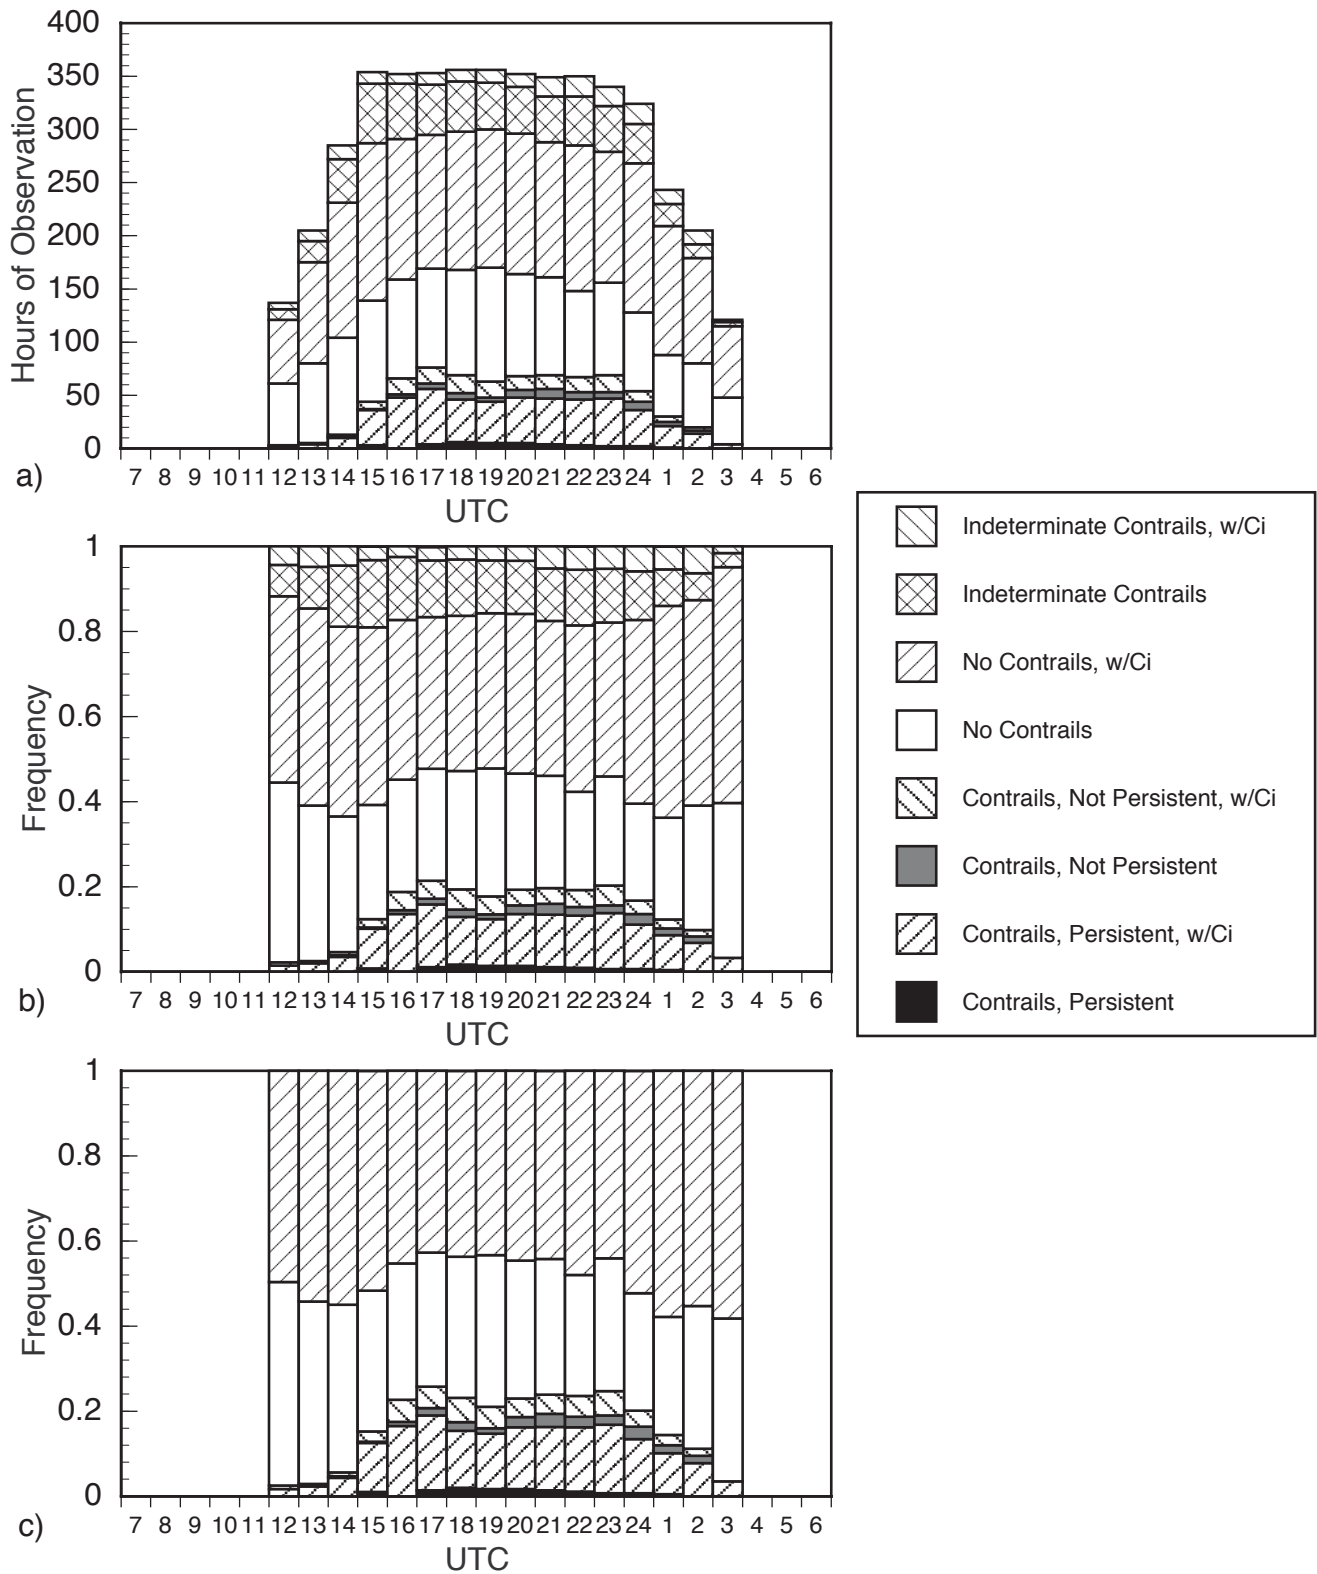 400
350
300
250
200
150
100
50
0
Hours of Observation
7 8 9 10 11 12 13 14 15 16 17 18 19 20 21 22 23 24 1 2 3 4 5 6
a)
UTC
1
0.8
0.6
0.4
0.2
0
Frequency
7 8 9 10 11 12 13 14 15 16 17 18 19 20 21 22 23 24 1 2 3 4 5 6
b)
UTC
Indeterminate Contrails, w/Ci
Indeterminate Contrails
No Contrails, w/Ci
No Contrails
Contrails, Not Persistent, w/Ci
Contrails, Not Persistent
Contrails, Persistent, w/Ci
Contrails, Persistent
1
0.8
0.6
0.4
0.2
0
Frequency
7 8 9 10 11 12 13 14 15 16 17 18 19 20 21 22 23 24 1 2 3 4 5 6
c)
UTC